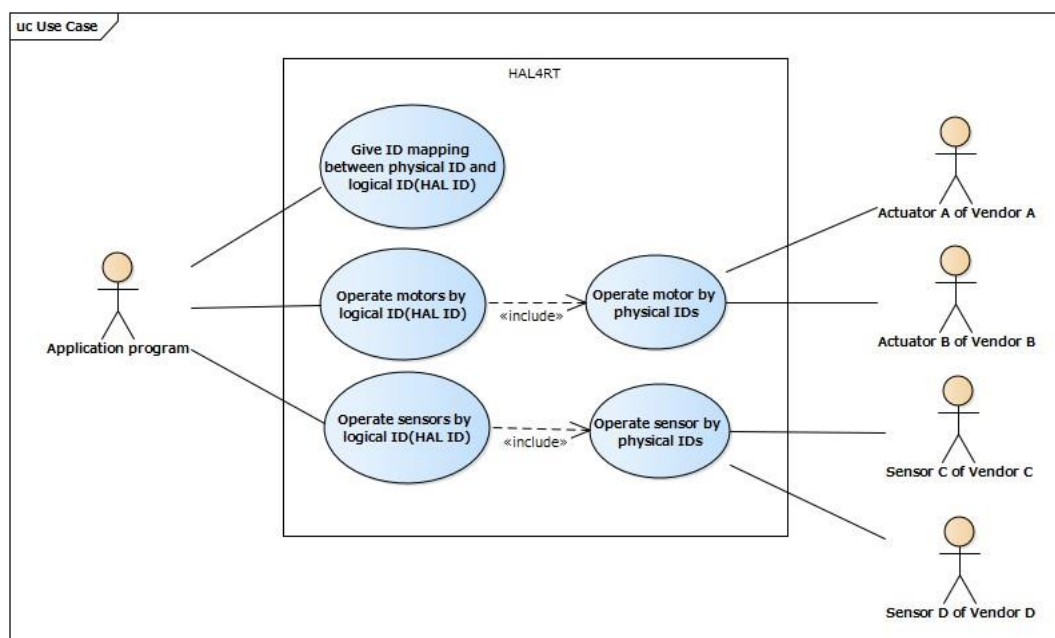 uc Use Case
HAL4RT
Give ID mapping
between physical ID and
logical ID(HAL ID)
Actuator A of Vendor A
Application program
Operate motors by
logical ID(HAL ID)
«include»
Operate motor by
physical IDs
Actuator B of Vendor B
Operate sensors by
logical ID(HAL ID)
«include»
Operate sensor by
physical IDs
Sensor C of Vendor C
Sensor D of Vendor D